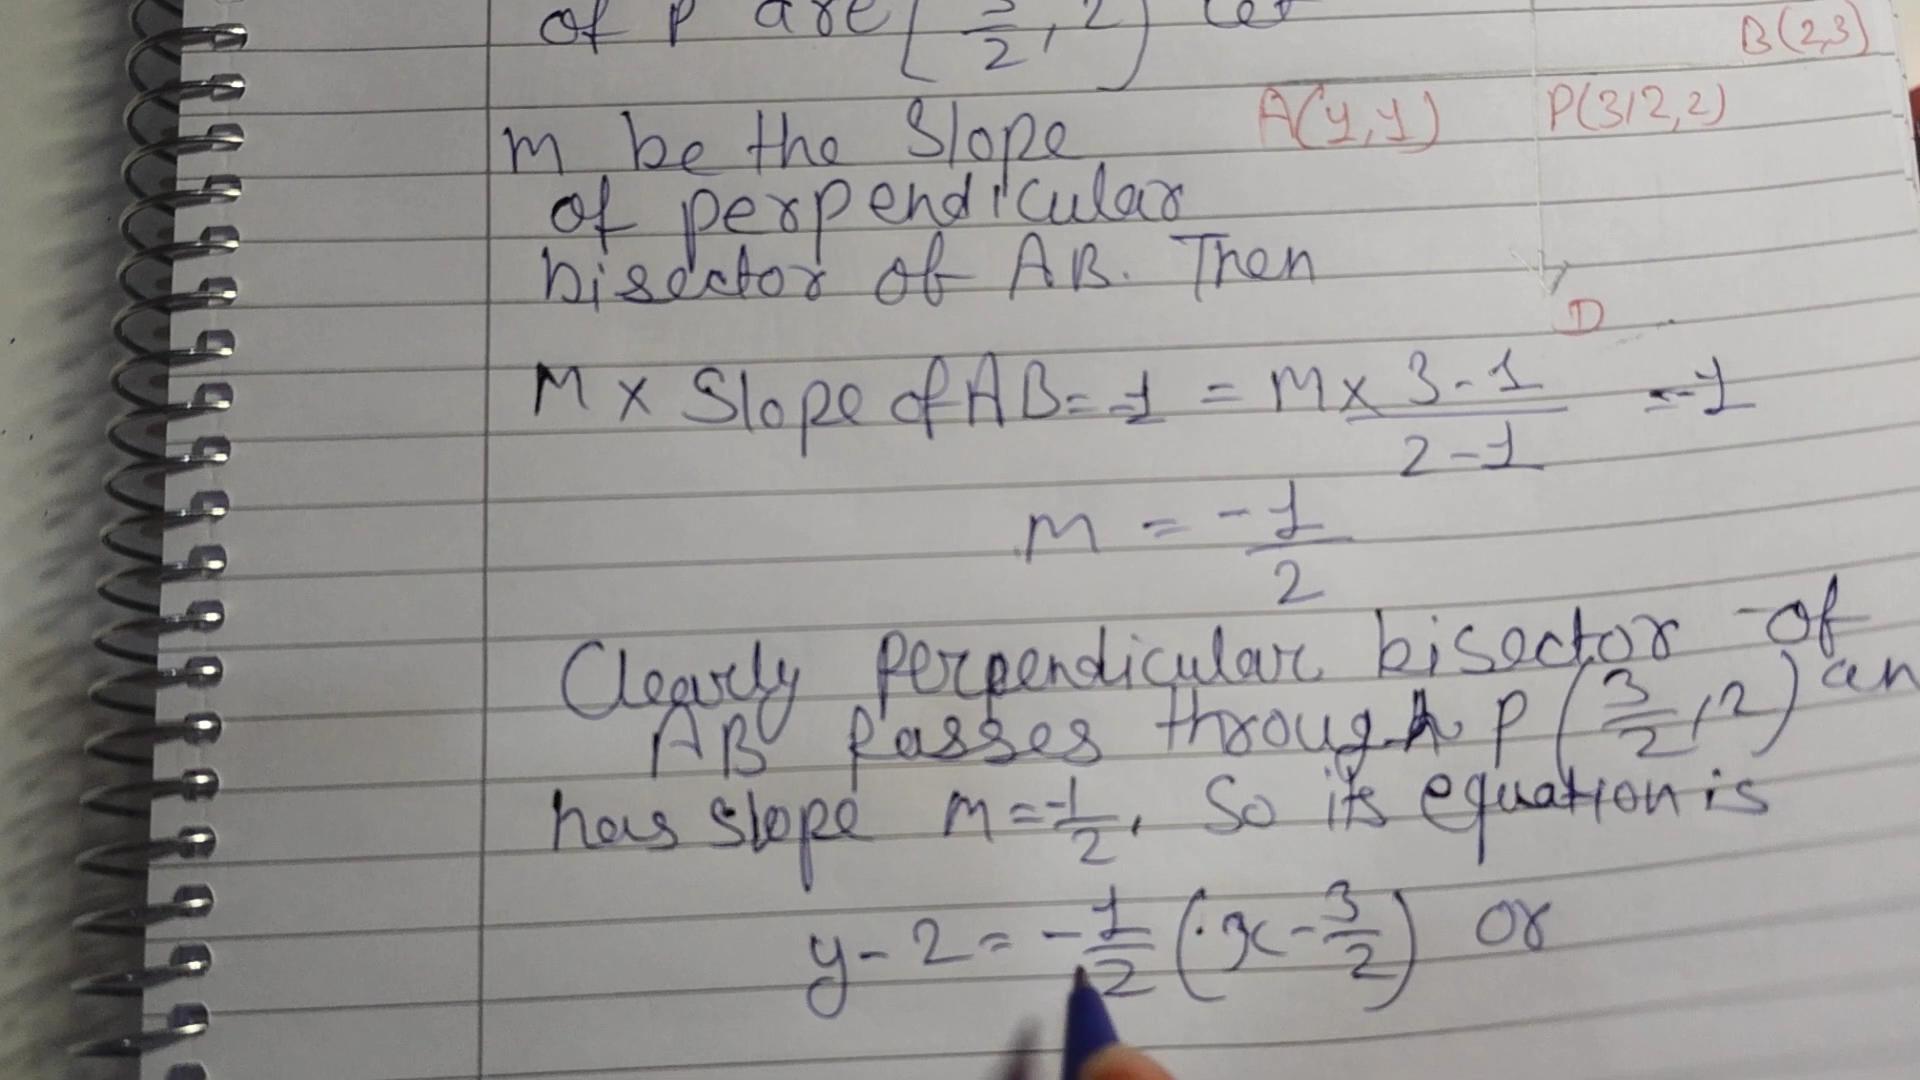 of P are (3/2, 2) let
B(2,3)
m be the Slope
A(1,1) P(3/2,2)
of perpendicular
bisector of AB. Then
D
M x Slope of AB = -1 = M x 3-1/2-1 = -1
m = -1/2
Clearly perpendicular bisector of
AB passes through P (3/2, 2) an
has slope m = -1/2, So its equation is
y - 2 = -1/2 (x - 3/2) or